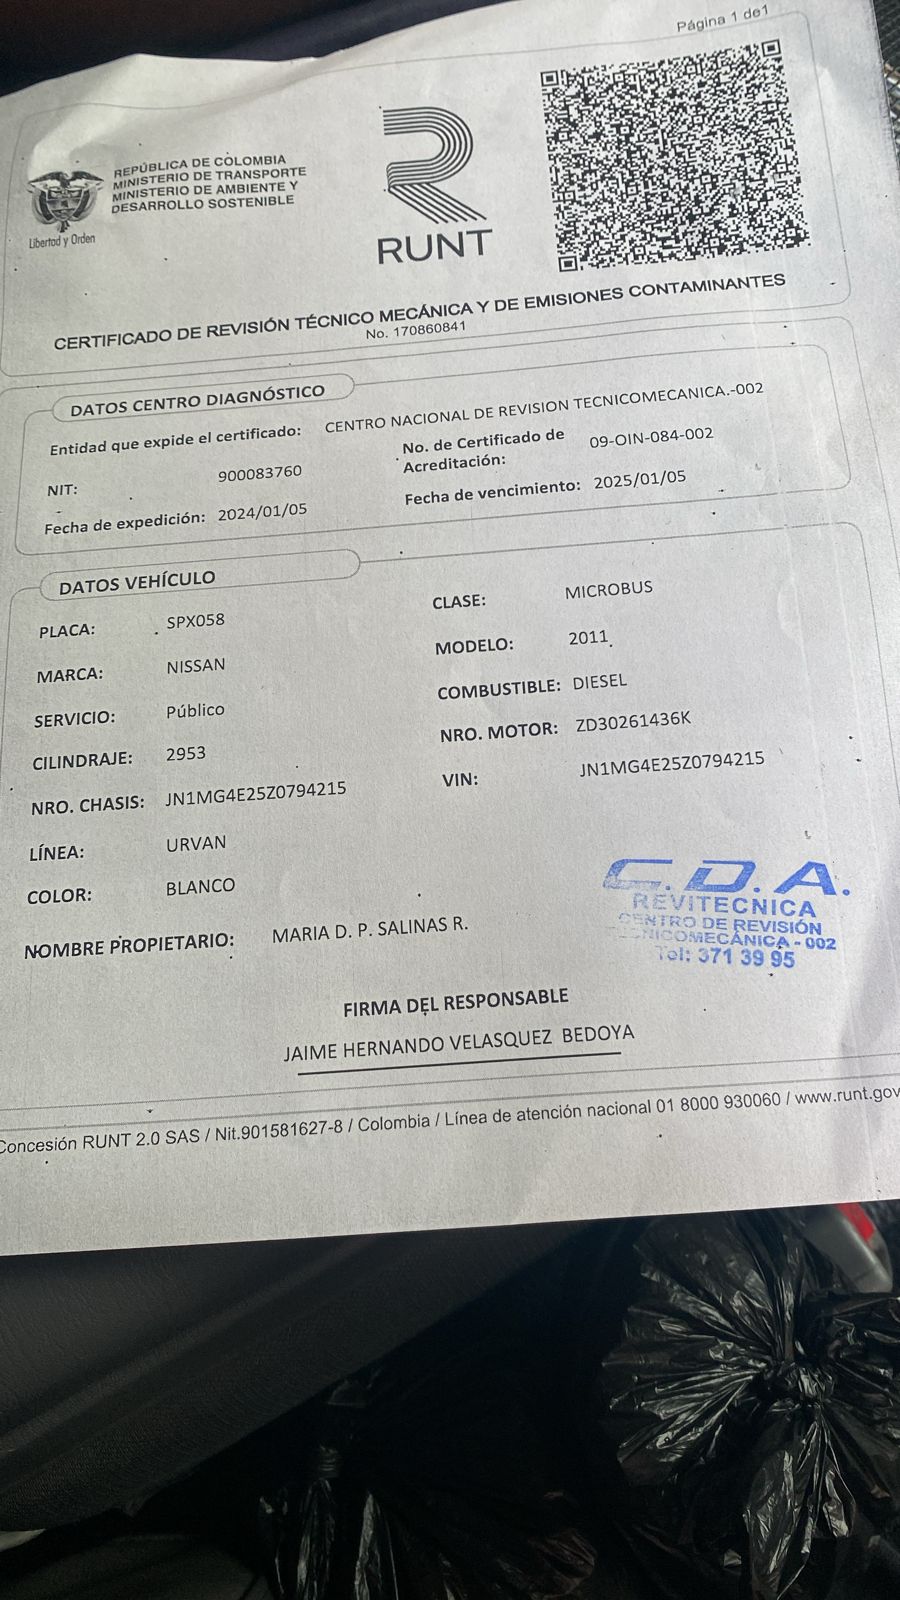 Página 1 de1
REPÚBLICA DE COLOMBIA
MINISTERIO DE TRANSPORTE
MINISTERIO DE AMBIENTE Y
DESARROLLO SOSTENIBLE
Libertad y Orden
RUNT
CERTIFICADO DE REVISIÓN TÉCNICO MECÁNICA Y DE EMISIONES CONTAMINANTES
No. 170860841
DATOS CENTRO DIAGNÓSTICO
Entidad que expide el certificado: CENTRO NACIONAL DE REVISION TECNICOMECANICA.-002
NIT: 900083760 No. de Certificado de Acreditación: 09-OIN-084-002
Fecha de expedición: 2024/01/05 Fecha de vencimiento: 2025/01/05
DATOS VEHÍCULO
PLACA: SPX058 CLASE: MICROBUS
MARCA: NISSAN MODELO: 2011
SERVICIO: Público COMBUSTIBLE: DIESEL
CILINDRAJE: 2953 NRO. MOTOR: ZD30261436K
NRO. CHASIS: JN1MG4E25Z0794215 VIN: JN1MG4E25Z0794215
LÍNEA: URVAN
COLOR: BLANCO
NOMBRE PROPIETARIO: MARIA D. P. SALINAS R.
C.D.A.
REVITECNICA
CENTRO DE REVISIÓN
NICOMECÁNICA - 002
Tel: 371 39 95
FIRMA DEL RESPONSABLE
JAIME HERNANDO VELASQUEZ BEDOYA
Concesión RUNT 2.0 SAS / Nit.901581627-8 / Colombia / Línea de atención nacional 01 8000 930060 / www.runt.gov